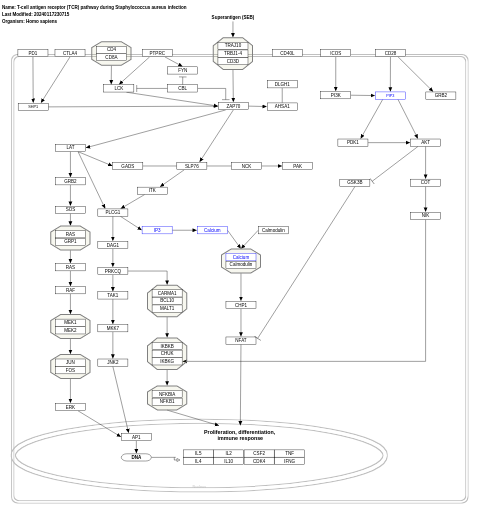 Name: T-cell antigen receptor (TCR) pathway during Staphylococcus aureus infection
Last Modified: 20240117230715
Organism: Homo sapiens
Superantigen (SEB)
PD1
CTLA4
CD4
CD8A
PTPRC
TRAJ10
TRBJ1-4
CD3D
CD40L
ICOS
CD28
FYN
LCK
CBL
DLGH1
PI3K
PIP3
GRB2
SHP1
ZAP70
AHSA1
LAT
PDK1
AKT
GADS
SLP76
NCK
PAK
GRB2
GSK3B
COT
ITK
SOS
PLCG1
NIK
RAS
GRP1
IP3
Calcium
Calmodulin
DAG1
Calcium
Calmodulin
RAS
PRKCQ
RAF
TAK1
CARMA1
BCL10
MALT1
CHP1
MEK1
MEK2
MKK7
NFAT
IKBKB
CHUK
IKBKG
JUN
FOS
JNK2
NFKBIA
NFKB1
ERK
AP1
Proliferation, differentiation,
immune response
DNA
IL5 IL2 CSF2 TNF
IL4 IL10 CDK4 IFNG